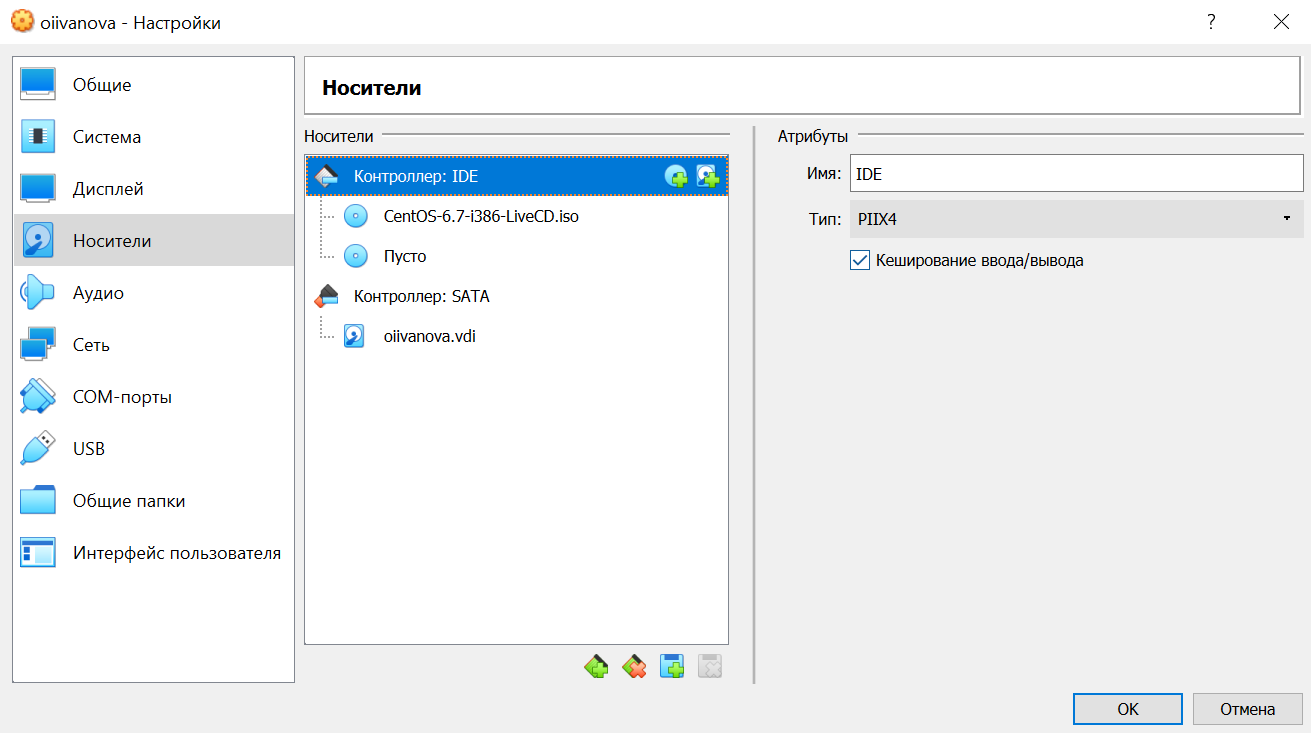 oiivanova - Настройки
?
Общие
Система
Дисплей
Носители
Аудио
Сеть
COM-порты
USB
Общие папки
Интерфейс пользователя
Носители
Носители
Контроллер: IDE
CentOS-6.7-i386-LiveCD.iso
Пусто
Контроллер: SATA
oiivanova.vdi
Атрибуты
Имя: IDE
Тип: PIIX4
Кеширование ввода/вывода
OK
Отмена